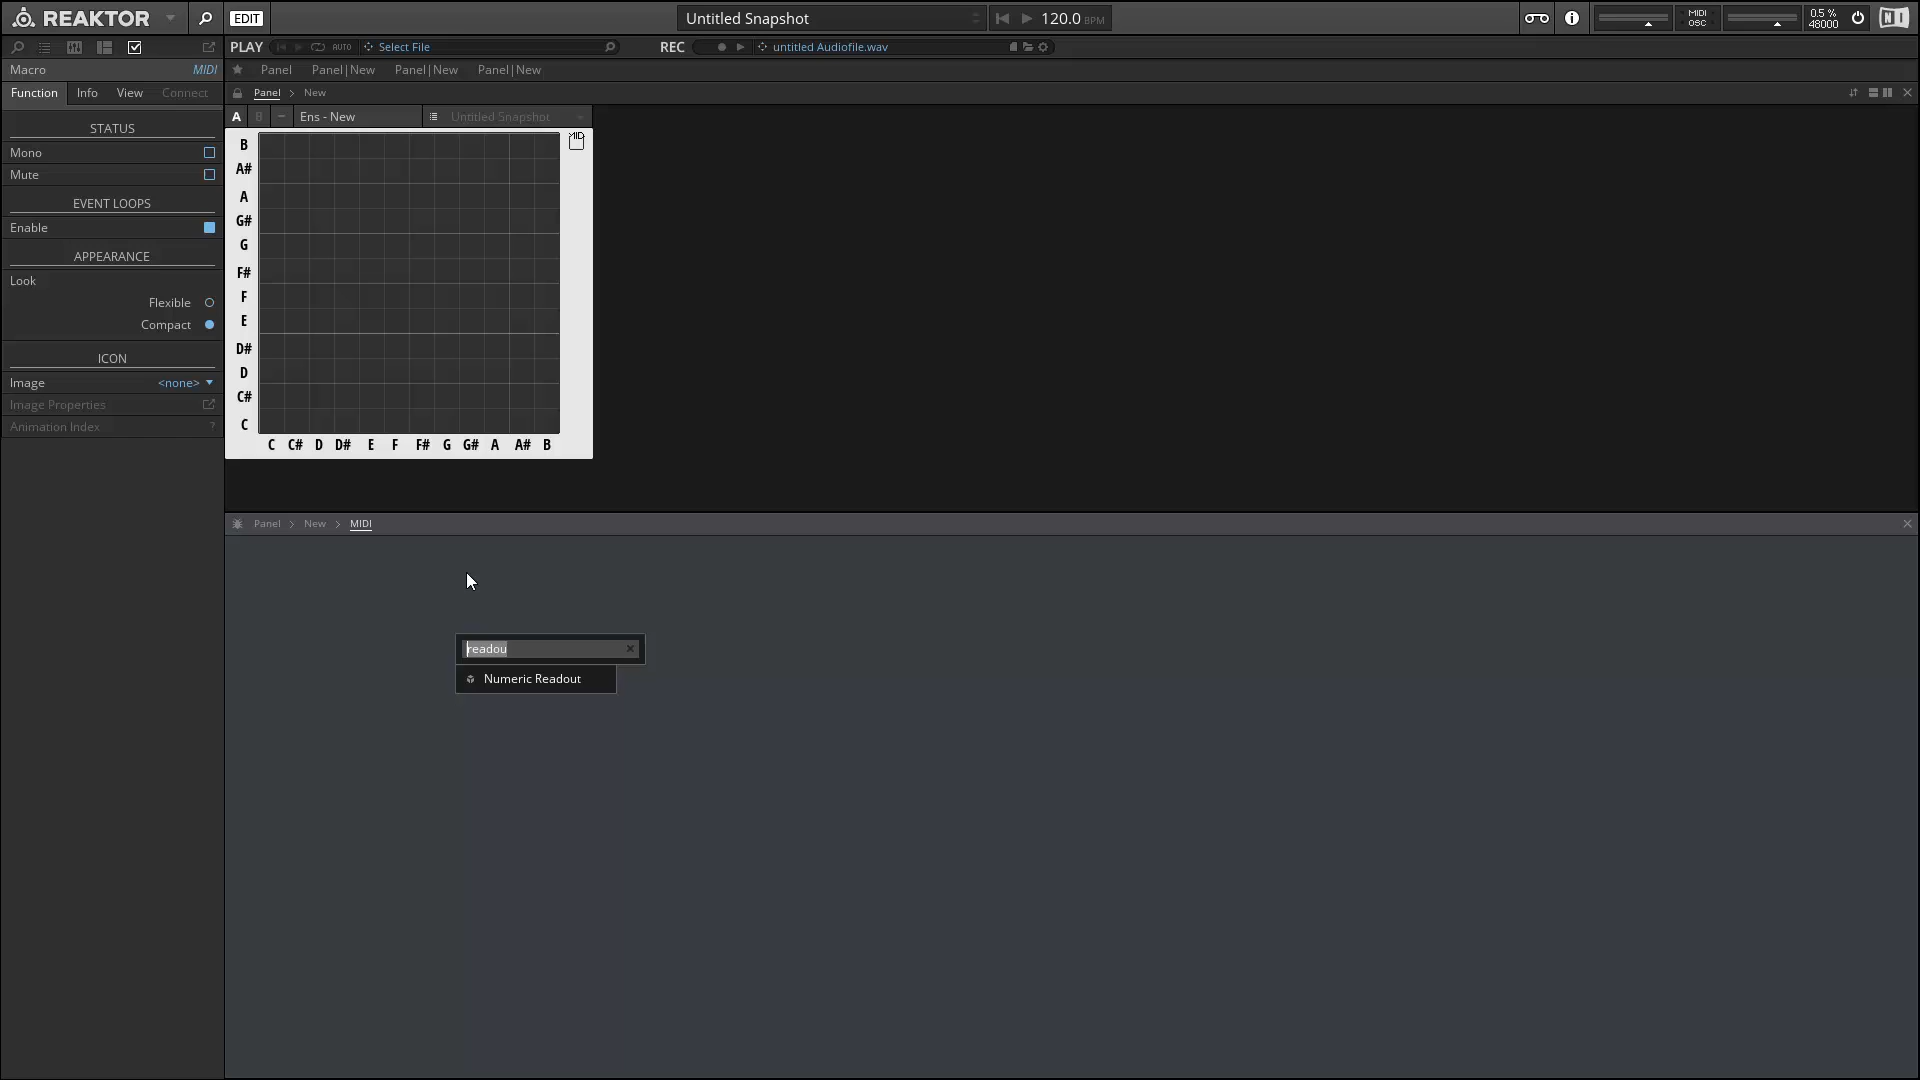 REAKTOR
EDIT
Untitled Snapshot
120.0 BPM
MIDI
OSC
0.5 %
48000
NI
AUTO
PLAY
Select File
REC
untitled Audiofile.wav
Macro
MIDI
Panel
Panel|New
Panel|New
Panel|New
Function
Info
View
Connect
Panel
New
A
B
Ens - New
Untitled Snapshot
STATUS
Mono
Mute
EVENT LOOPS
Enable
APPEARANCE
Look
Flexible
Compact
ICON
Image
<none>
Image Properties
Animation Index
?
B
A#
A
G#
G
F#
F
E
D#
D
C#
C
C C# D D# E F F# G G# A A# B
MID
Panel
New
MIDI
readou
Numeric Readout